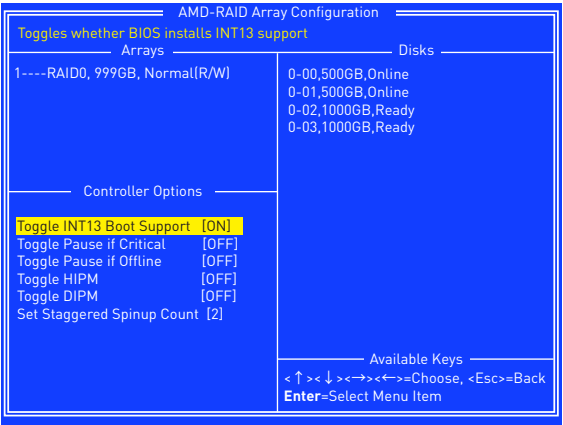 AMD-RAID Array Configuration
Toggles whether BIOS installs INT13 support
Arrays
1----RAID0, 999GB, Normal(R/W)
Disks
0-00,500GB,Online
0-01,500GB,Online
0-02,1000GB,Ready
0-03,1000GB,Ready
Controller Options
Toggle INT13 Boot Support [ON]
Toggle Pause if Critical [OFF]
Toggle Pause if Offline [OFF]
Toggle HIPM [OFF]
Toggle DIPM [OFF]
Set Staggered Spinup Count [2]
Available Keys
<↑><↓><→><←>=Choose, <Esc>=Back
Enter=Select Menu Item